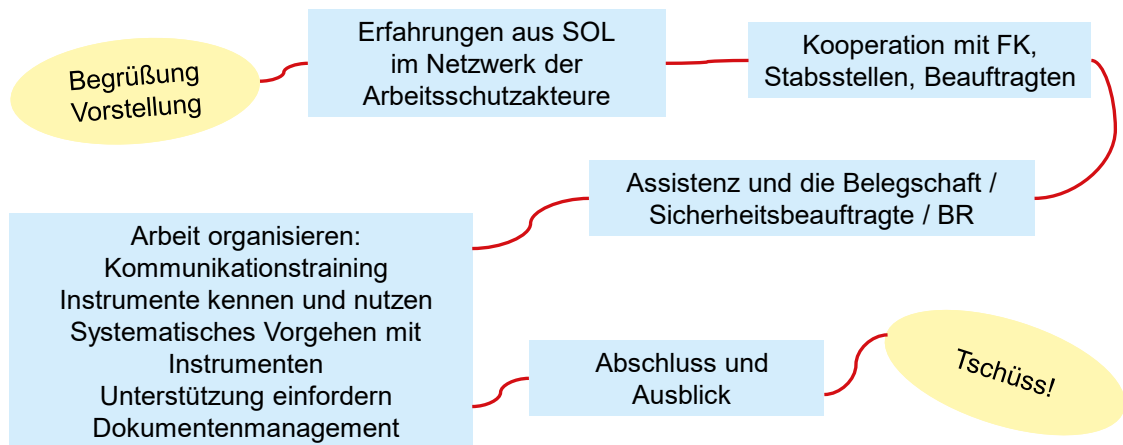 Begrüßung
Vorstellung
Erfahrungen aus SOL
im Netzwerk der
Arbeitsschutzakteure
Kooperation mit FK,
Stabsstellen, Beauftragten
Assistenz und die Belegschaft /
Sicherheitsbeauftragte / BR
Arbeit organisieren:
Kommunikationstraining
Instrumente kennen und nutzen
Systematisches Vorgehen mit
Instrumenten
Unterstützung einfordern
Dokumentenmanagement
Abschluss und
Ausblick
Tschüss!